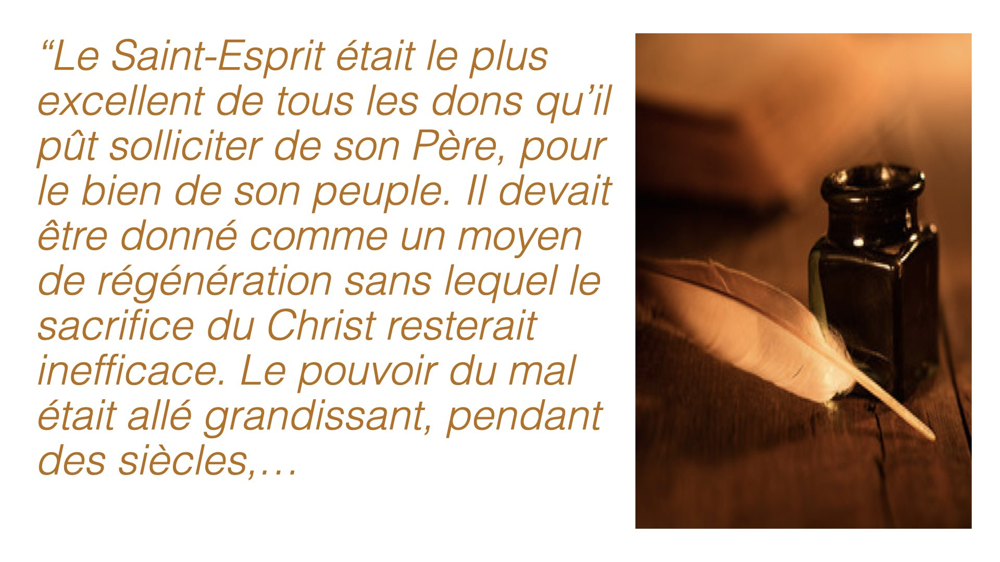 “Le Saint-Esprit était le plus
excellent de tous les dons qu’il
pût solliciter de son Père, pour
le bien de son peuple. Il devait
être donné comme un moyen
de régénération sans lequel le
sacrifice du Christ resterait
inefficace. Le pouvoir du mal
était allé grandissant, pendant
des siècles,…